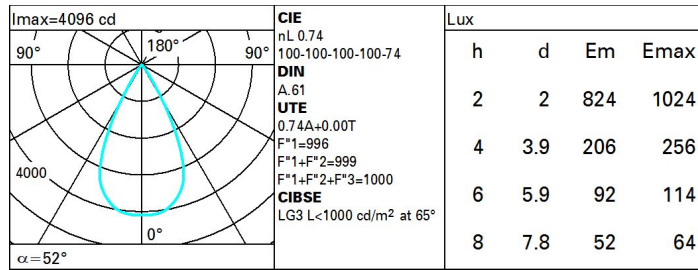 Imax=4096 cd
90°
180°
90°
4000
0°
α=52°
CIE
nL 0.74
100-100-100-100-74
DIN
A.61
UTE
0.74A+0.00T
F"1=996
F"1+F"2=999
F"1+F"2+F"3=1000
CIBSE
LG3 L<1000 cd/m² at 65°
Lux
h d Em Emax
2 2 824 1024
4 3.9 206 256
6 5.9 92 114
8 7.8 52 64